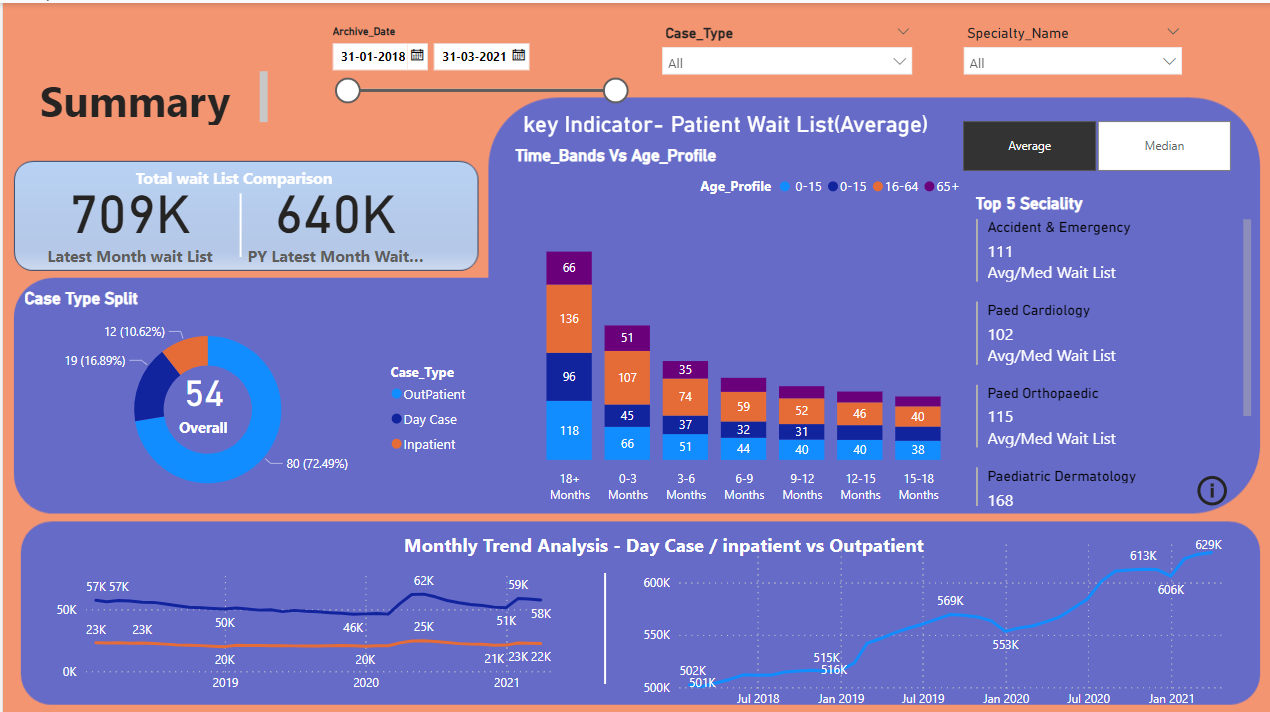 Archive_Date
31-01-2018
31-03-2021
Case_Type
All
Specialty_Name
All
Summary
Total wait List Comparison
709K
640K
Latest Month wait List
PY Latest Month Wait...
key Indicator- Patient Wait List(Average)
Time_Bands Vs Age_Profile
Age_Profile 0-15 0-15 16-64 65+
66
136
96
118
51
107
45
66
35
74
37
51
59
32
44
52
31
40
46
40
40
38
18+ Months
0-3 Months
3-6 Months
6-9 Months
9-12 Months
12-15 Months
15-18 Months
Average
Median
Top 5 Seciality
Accident & Emergency
111
Avg/Med Wait List
Paed Cardiology
102
Avg/Med Wait List
Paed Orthopaedic
115
Avg/Med Wait List
Paediatric Dermatology
168
i
Case Type Split
12 (10.62%)
19 (16.89%)
54
Overall
80 (72.49%)
Case_Type
OutPatient
Day Case
Inpatient
Monthly Trend Analysis - Day Case / inpatient vs Outpatient
50K
0K
57K 57K
50K
46K
62K
51K
59K
58K
23K
23K
20K
20K
25K
21K
23K
22K
2019
2020
2021
600K
550K
500K
502K
501K
515K
516K
569K
553K
613K
606K
629K
Jul 2018
Jan 2019
Jul 2019
Jan 2020
Jul 2020
Jan 2021